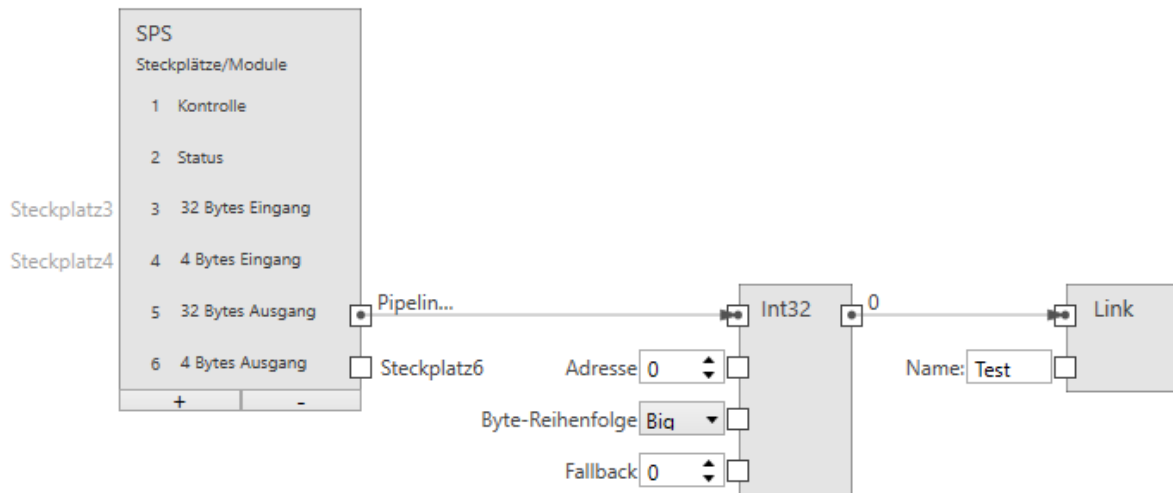 SPS
Steckplätze/Module
1 Kontrolle
2 Status
Steckplatz3 3 32 Bytes Eingang
Steckplatz4 4 4 Bytes Eingang
5 32 Bytes Ausgang Pipelin... Int32 0 Link
6 4 Bytes Ausgang Steckplatz6 Adresse 0 Name: Test
+ -
Byte-Reihenfolge Big
Fallback 0